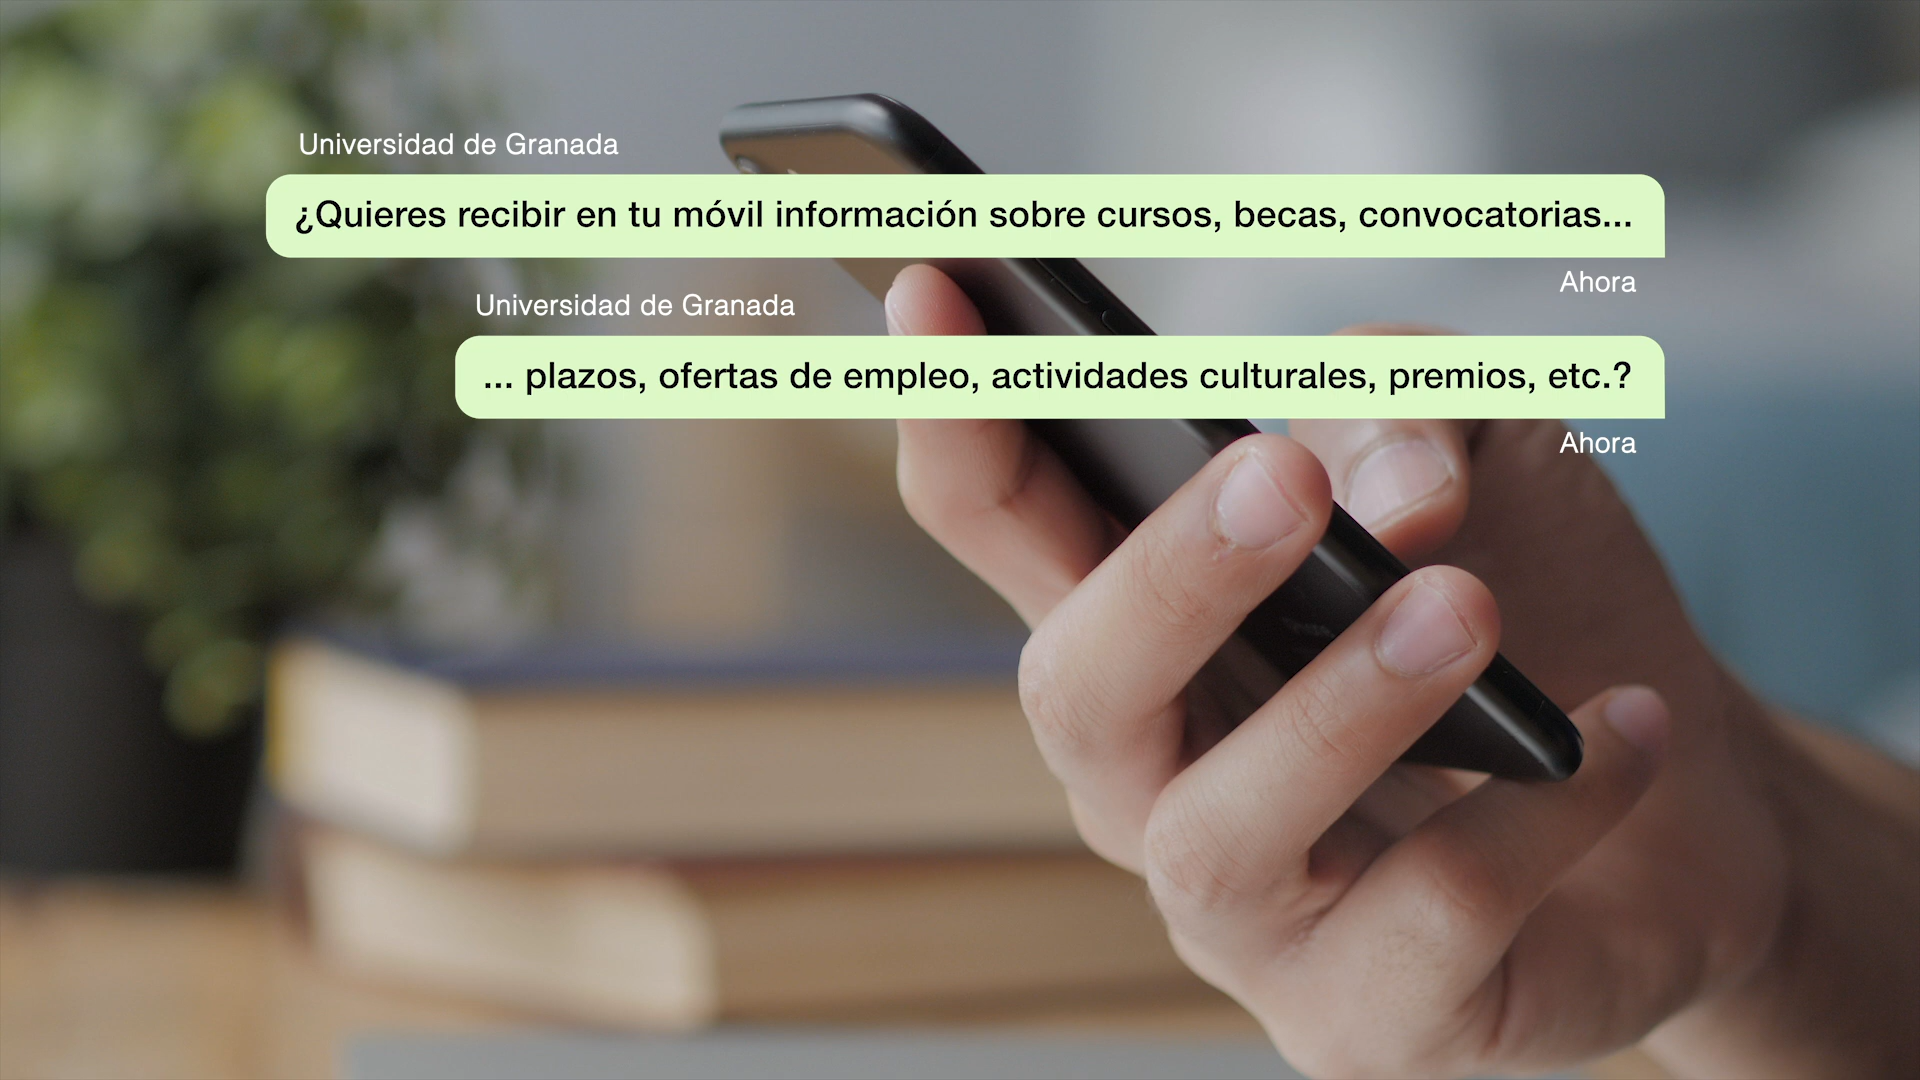 Universidad de Granada
¿Quieres recibir en tu móvil información sobre cursos, becas, convocatorias...
Ahora
Universidad de Granada
... plazos, ofertas de empleo, actividades culturales, premios, etc.?
Ahora